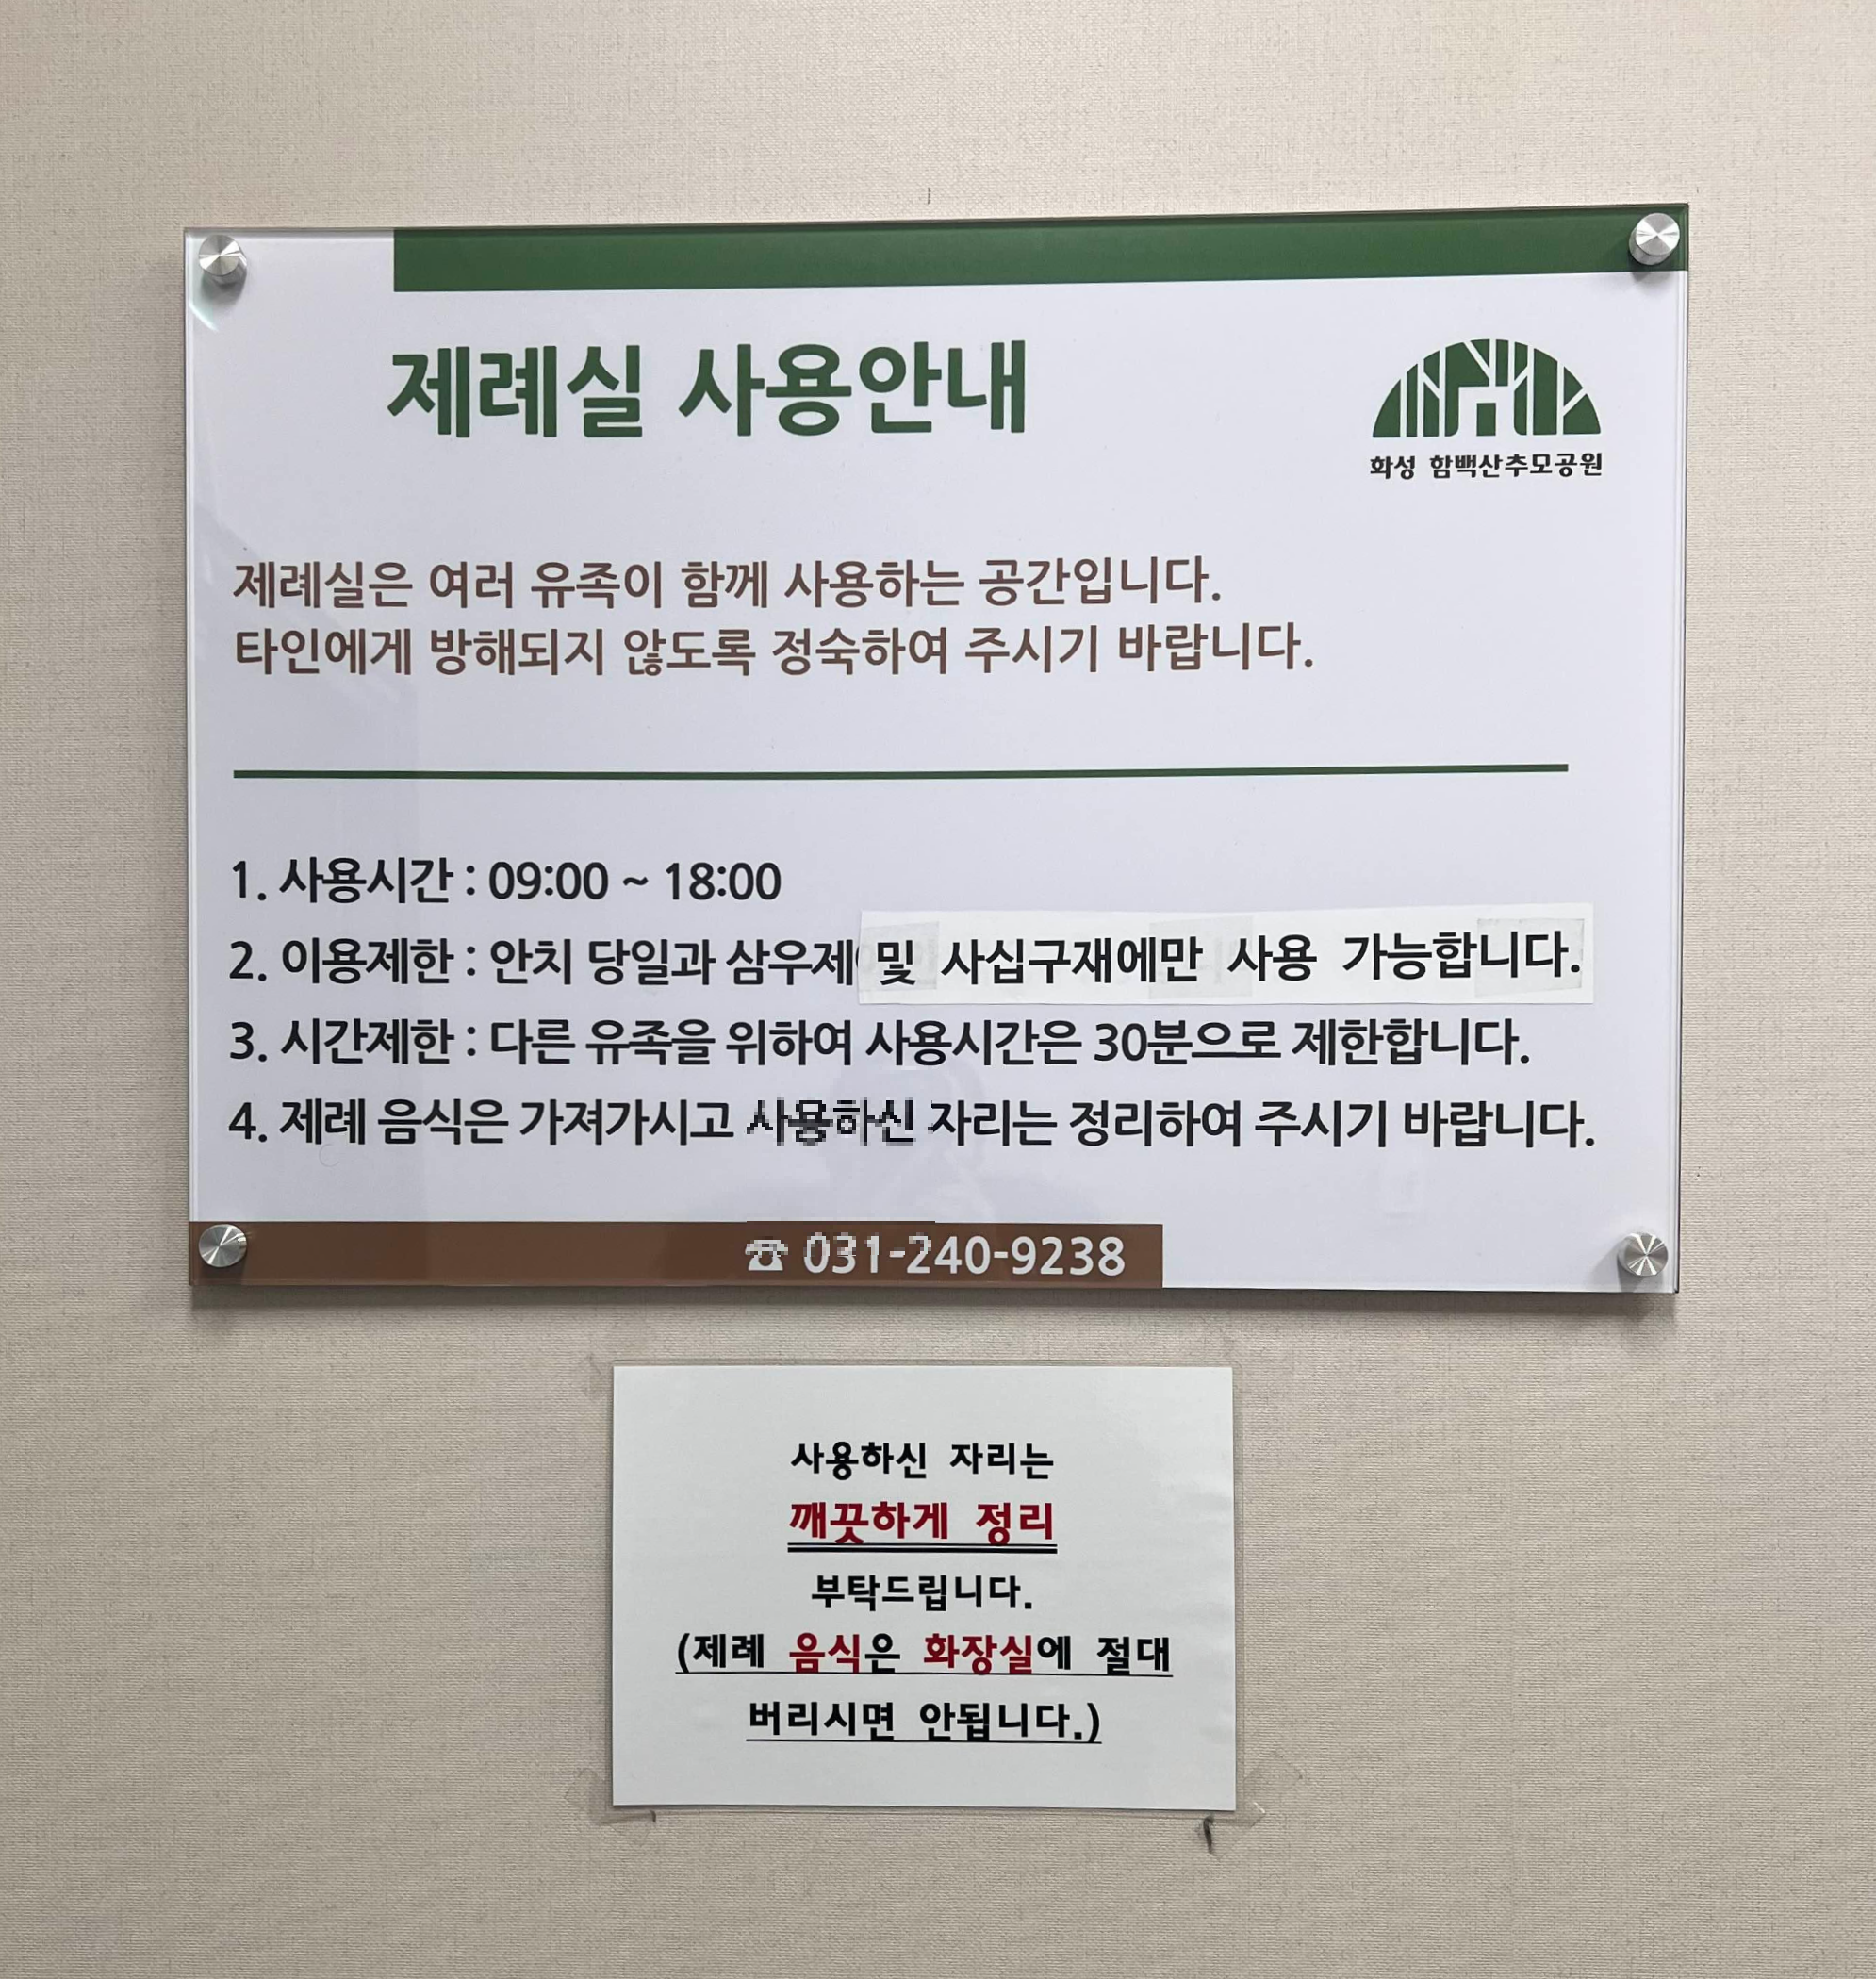 제례실 사용안내
화성 함백산추모공원
제례실은 여러 유족이 함께 사용하는 공간입니다.
타인에게 방해되지 않도록 정숙하여 주시기 바랍니다.
1. 사용시간 : 09:00 ~ 18:00
2. 이용제한 : 안치 당일과 삼우제 및 사십구재에만 사용 가능합니다.
3. 시간제한 : 다른 유족을 위하여 사용시간은 30분으로 제한합니다.
4. 제례 음식은 가져가시고 사용하신 자리는 정리하여 주시기 바랍니다.
☎ 031-240-9238
사용하신 자리는
깨끗하게 정리
부탁드립니다.
(제례 음식은 화장실에 절대
버리시면 안됩니다.)